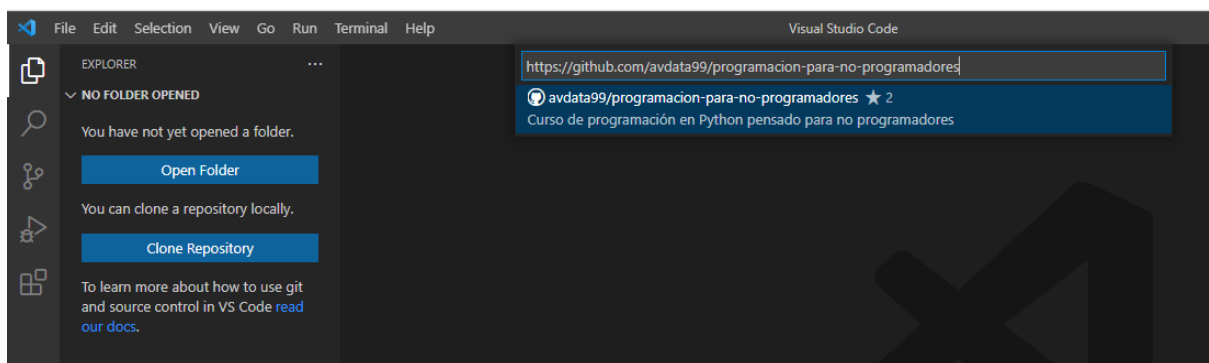 File Edit Selection View Go Run Terminal Help
Visual Studio Code
EXPLORER
···
NO FOLDER OPENED
You have not yet opened a folder.
Open Folder
You can clone a repository locally.
Clone Repository
To learn more about how to use git
and source control in VS Code read
our docs.
https://github.com/avdata99/programacion-para-no-programadores
avdata99/programacion-para-no-programadores ★ 2
Curso de programación en Python pensado para no programadores